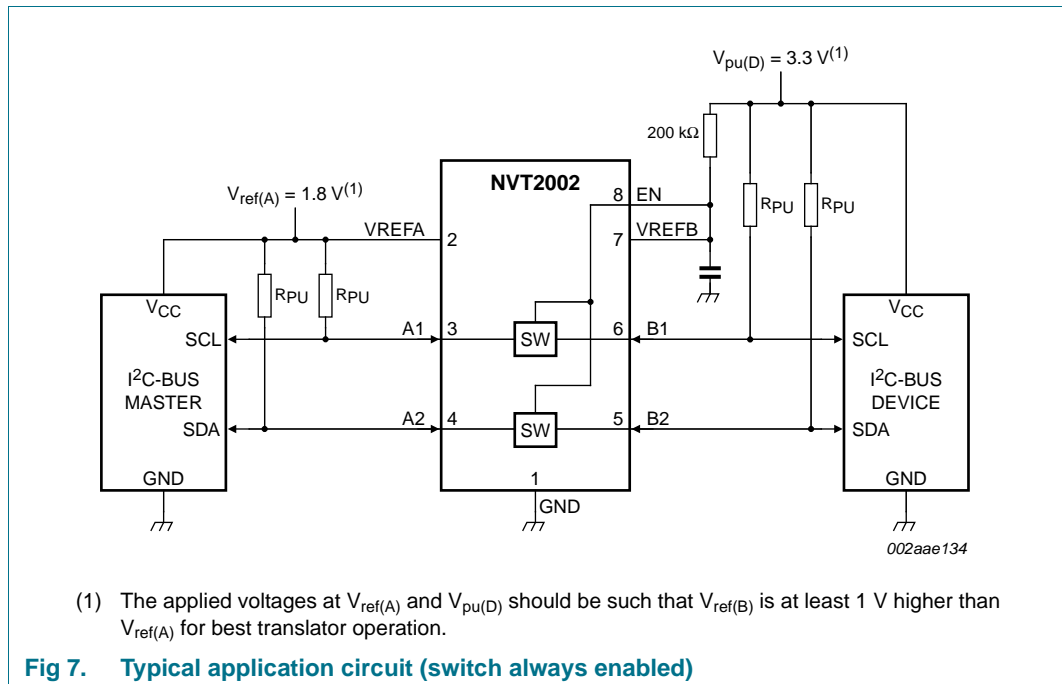 Vpu(D) = 3.3 V(1)
200 kΩ
NVT2002
8 EN
RPU RPU
Vref(A) = 1.8 V(1)
VREFA 2
7 VREFB
RPU RPU
VCC
VCC
SCL
A1 3
SW
6 B1
SCL
I2C-BUS
MASTER
I2C-BUS
DEVICE
SDA
A2 4
SW
5 B2
SDA
GND
1
GND
GND
002aae134
(1) The applied voltages at Vref(A) and Vpu(D) should be such that Vref(B) is at least 1 V higher than
Vref(A) for best translator operation.
Fig 7. Typical application circuit (switch always enabled)